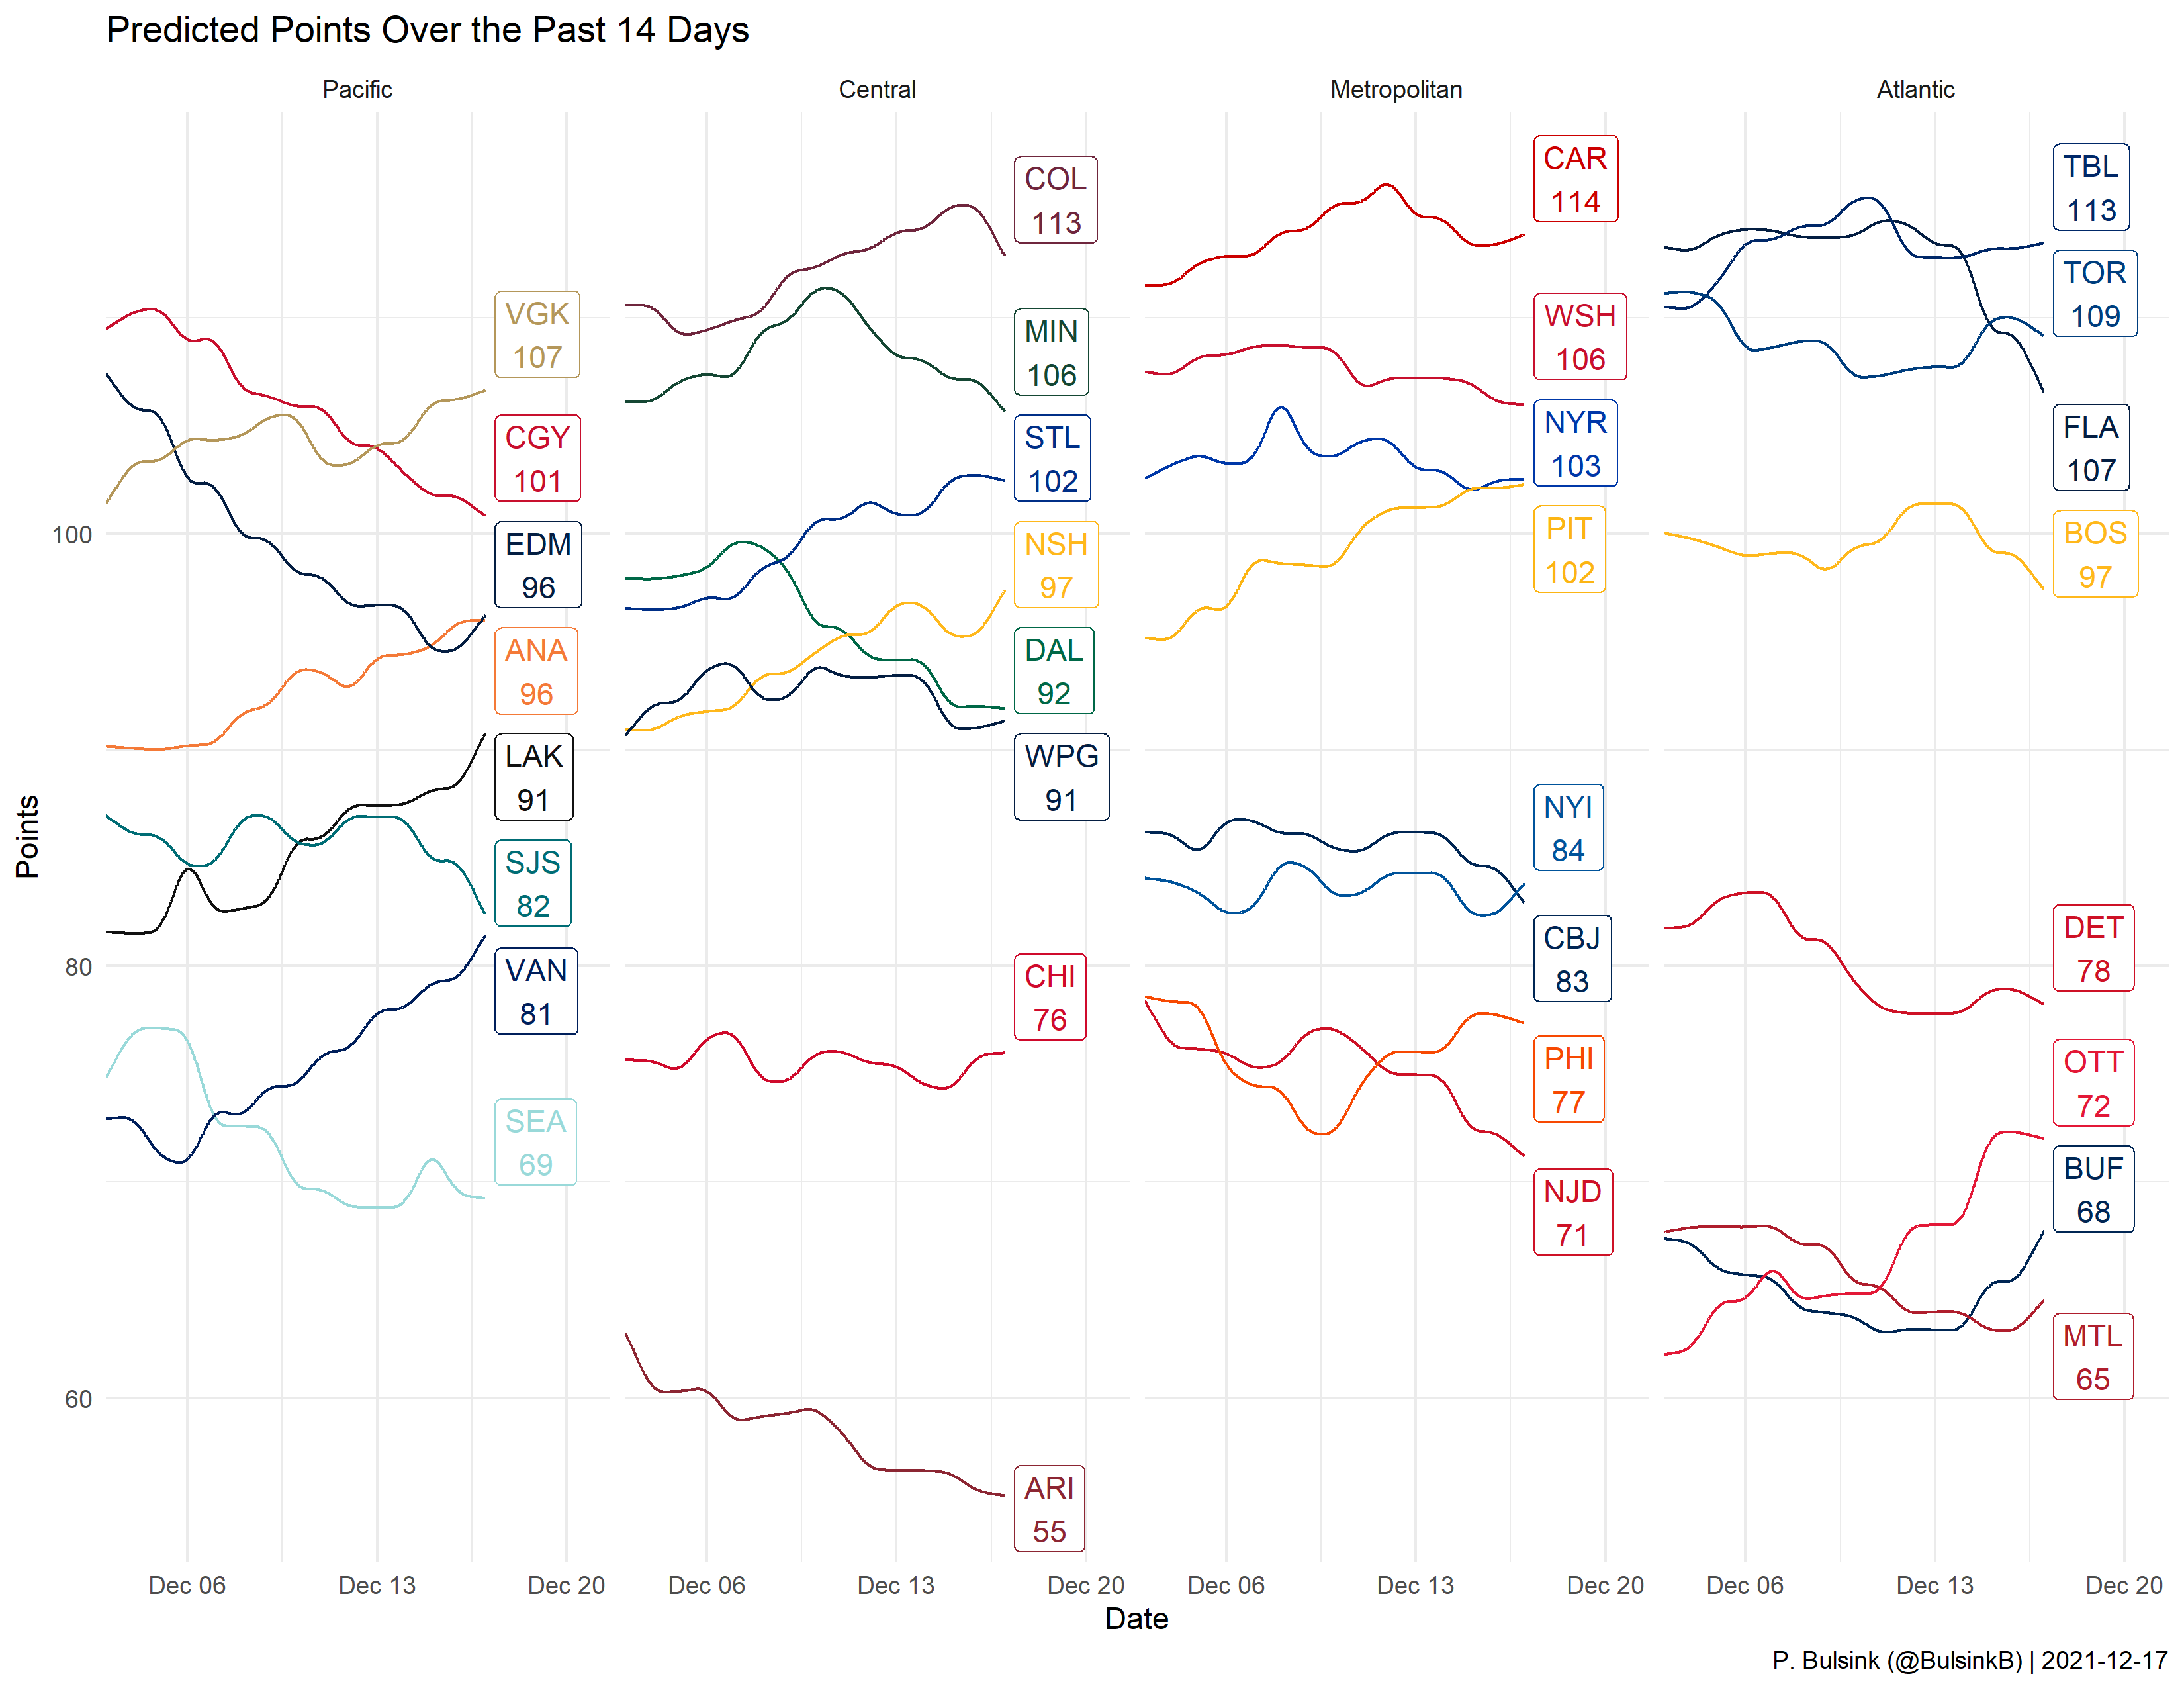 Predicted Points Over the Past 14 Days
Pacific
Central
Metropolitan
Atlantic
Points
100
80
60
VGK
107
CGY
101
EDM
96
ANA
96
LAK
91
SJS
82
VAN
81
SEA
69
COL
113
MIN
106
STL
102
NSH
97
DAL
92
WPG
91
CHI
76
ARI
55
CAR
114
WSH
106
NYR
103
PIT
102
NYI
84
CBJ
83
PHI
77
NJD
71
TBL
113
TOR
109
FLA
107
BOS
97
DET
78
OTT
72
BUF
68
MTL
65
Dec 06
Dec 13
Dec 20
Dec 06
Dec 13
Dec 20
Dec 06
Dec 13
Dec 20
Dec 06
Dec 13
Dec 20
Date
P. Bulsink (@BulsinkB) | 2021-12-17